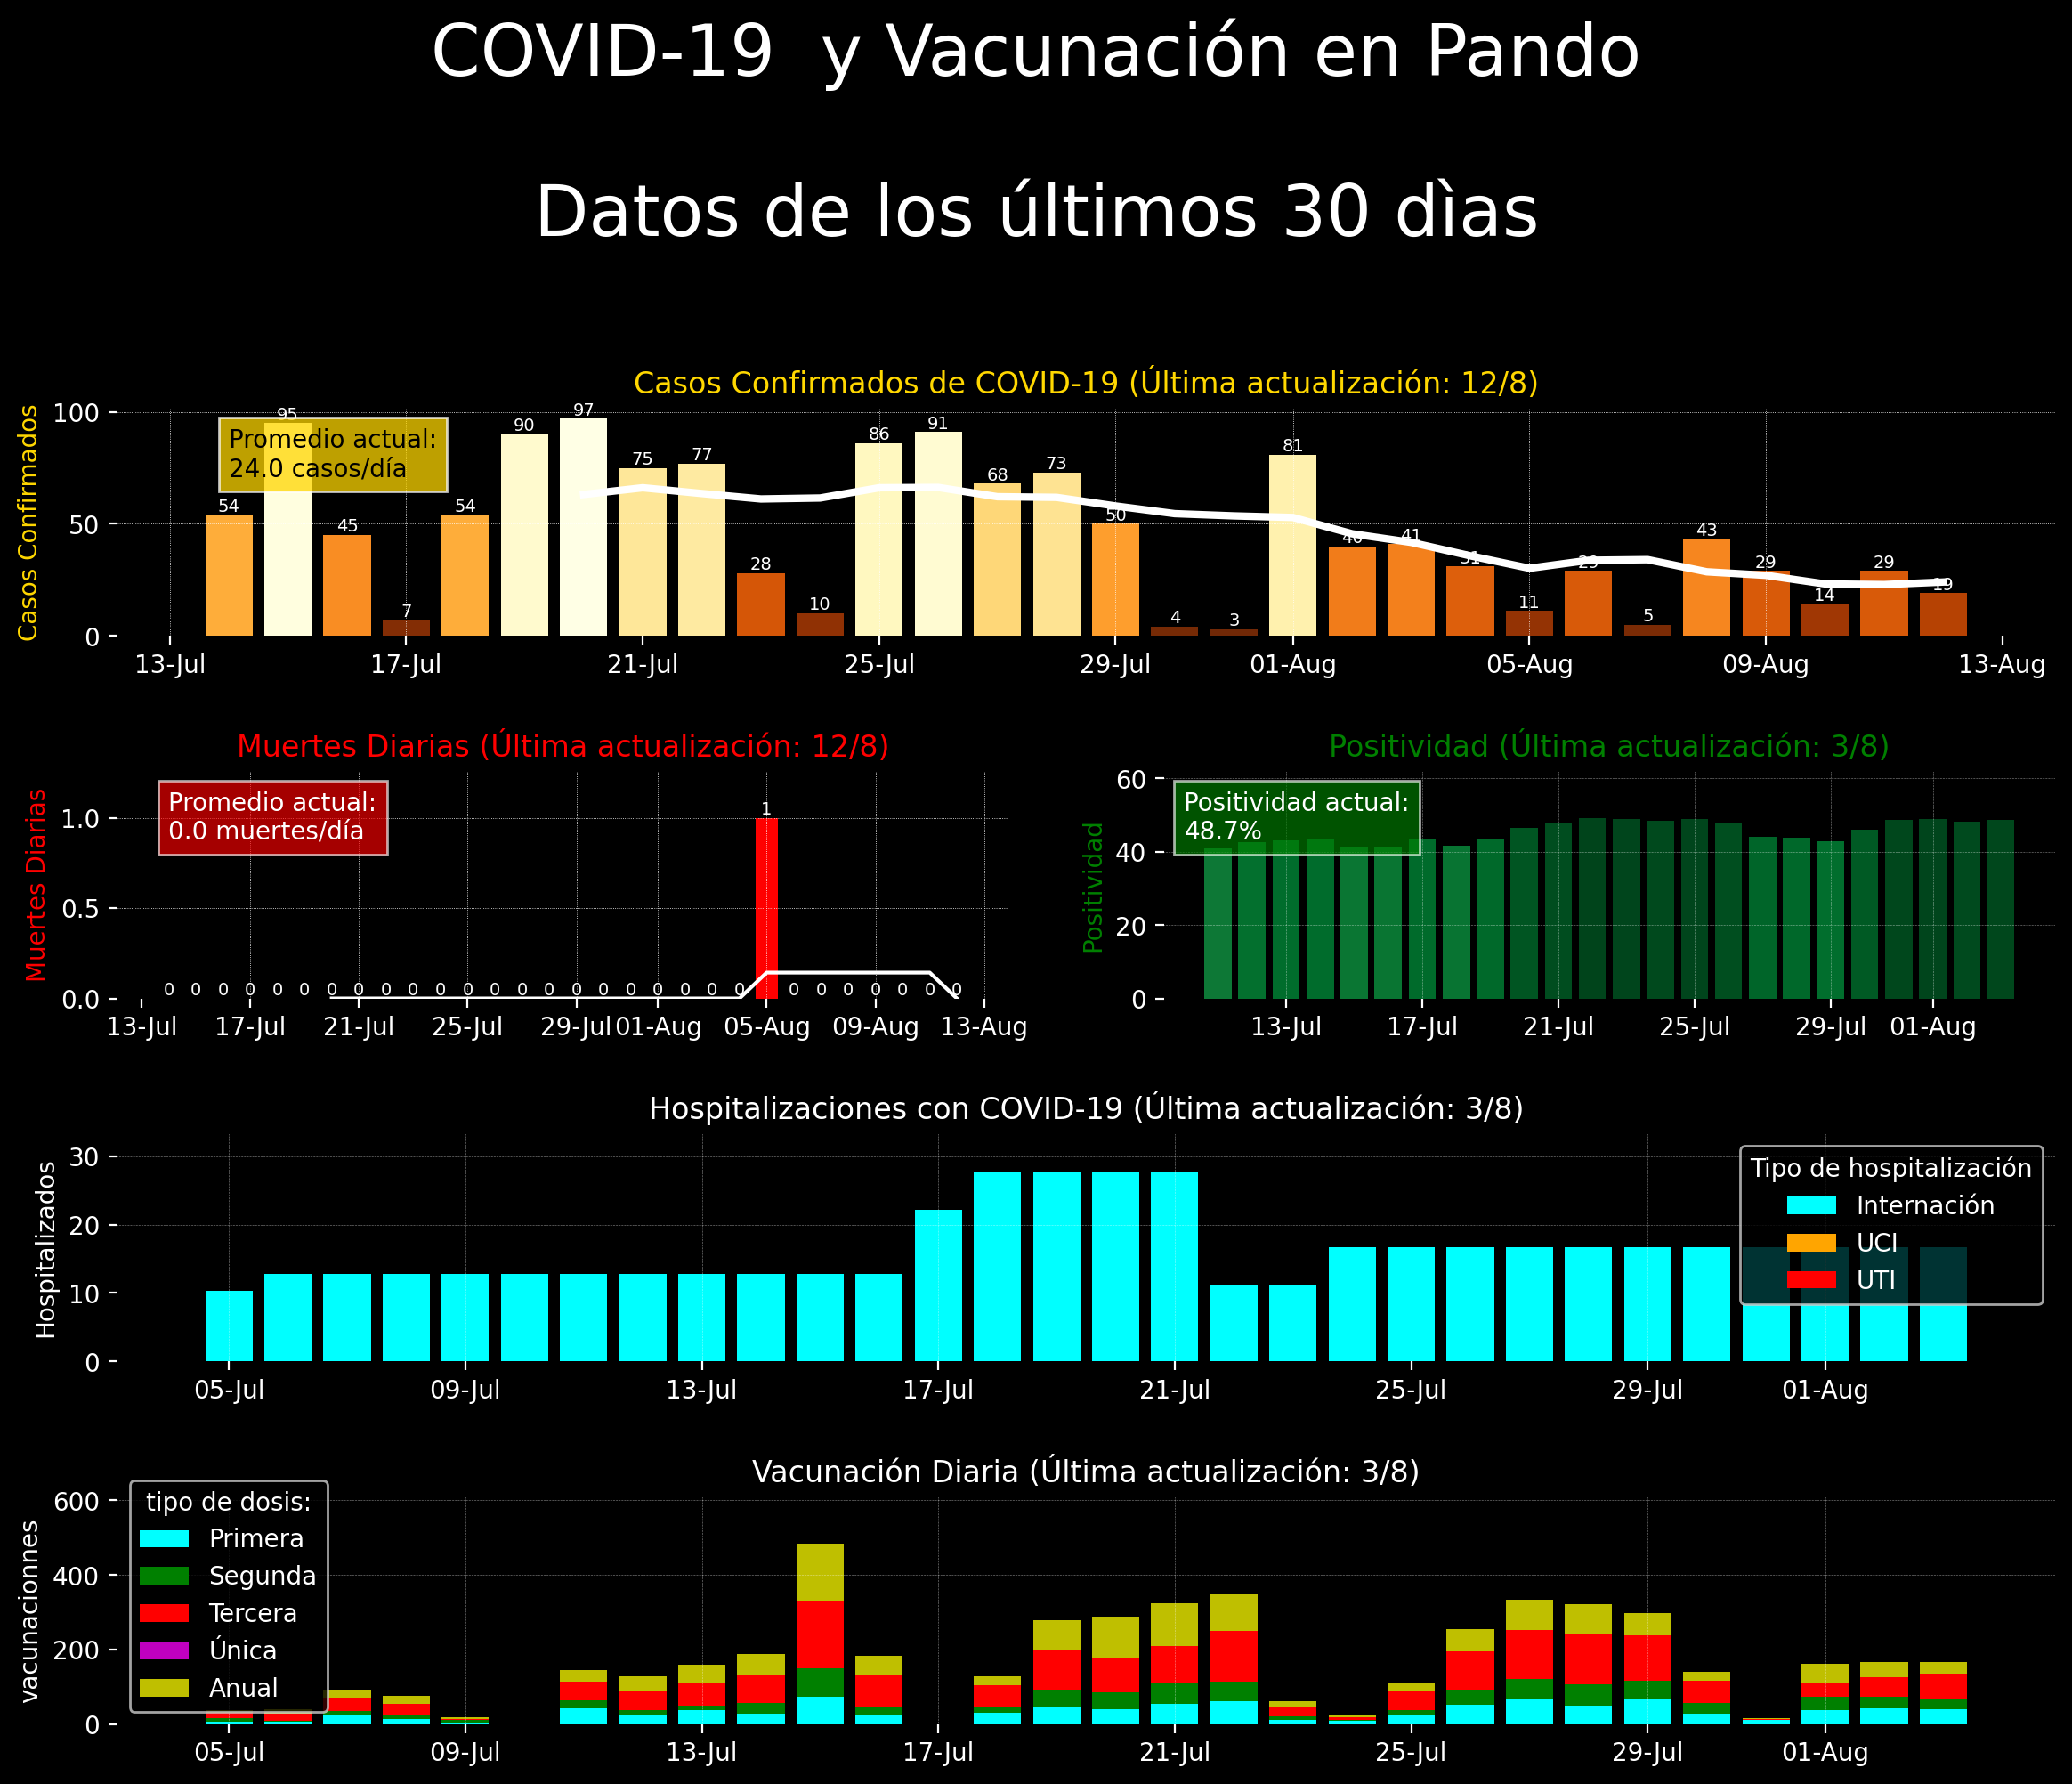 COVID-19  y Vacunación en Pando
Datos de los últimos 30 dìas
Casos Confirmados de COVID-19 (Última actualización: 12/8)
Casos Confirmados
100
50
0
Promedio actual:
24.0 casos/día
54 95 45 7 54 90 97 75 77 28 10 86 91 68 73 50 4 3 81 40 41 31 11 29 5 43 29 14 29 19
13-Jul 17-Jul 21-Jul 25-Jul 29-Jul 01-Aug 05-Aug 09-Aug 13-Aug
Muertes Diarias (Última actualización: 12/8)
Muertes Diarias
1.0
0.5
0.0
Promedio actual:
0.0 muertes/día
1
0 0 0 0 0 0 0 0 0 0 0 0 0 0 0 0 0 0 0 0 0 0 0 0 0 0 0 0 0
13-Jul 17-Jul 21-Jul 25-Jul 29-Jul 01-Aug 05-Aug 09-Aug 13-Aug
Positividad (Última actualización: 3/8)
Positividad
60
40
20
0
Positividad actual:
48.7%
13-Jul 17-Jul 21-Jul 25-Jul 29-Jul 01-Aug
Hospitalizaciones con COVID-19 (Última actualización: 3/8)
Hospitalizados
30
20
10
0
Tipo de hospitalización
Internación
UCI
UTI
05-Jul 09-Jul 13-Jul 17-Jul 21-Jul 25-Jul 29-Jul 01-Aug
Vacunación Diaria (Última actualización: 3/8)
vacunacionnes
600
400
200
0
tipo de dosis:
Primera
Segunda
Tercera
Única
Anual
05-Jul 09-Jul 13-Jul 17-Jul 21-Jul 25-Jul 29-Jul 01-Aug